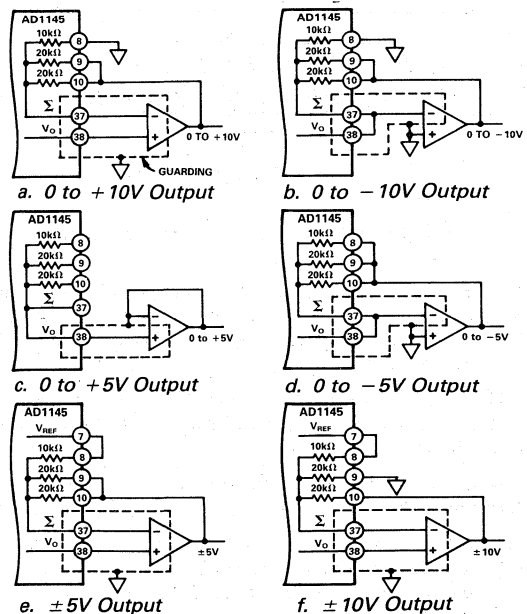 AD1145
10kΩ
8
20kΩ
9
20kΩ
10
Σ
37
V_O
38
0 TO +10V
GUARDING
a. 0 to +10V Output
AD1145
10kΩ
8
20kΩ
9
20kΩ
10
Σ
37
V_O
38
0 TO −10V
b. 0 to −10V Output
AD1145
10kΩ
8
20kΩ
9
20kΩ
10
Σ
37
V_O
38
0 to +5V
c. 0 to +5V Output
AD1145
10kΩ
8
20kΩ
9
20kΩ
10
Σ
37
V_O
38
0 to −5V
d. 0 to −5V Output
AD1145
V_REF
7
10kΩ
8
20kΩ
9
20kΩ
10
Σ
37
V_O
38
±5V
e. ±5V Output
AD1145
V_REF
7
10kΩ
8
20kΩ
9
20kΩ
10
Σ
37
V_O
38
±10V
f. ±10V Output